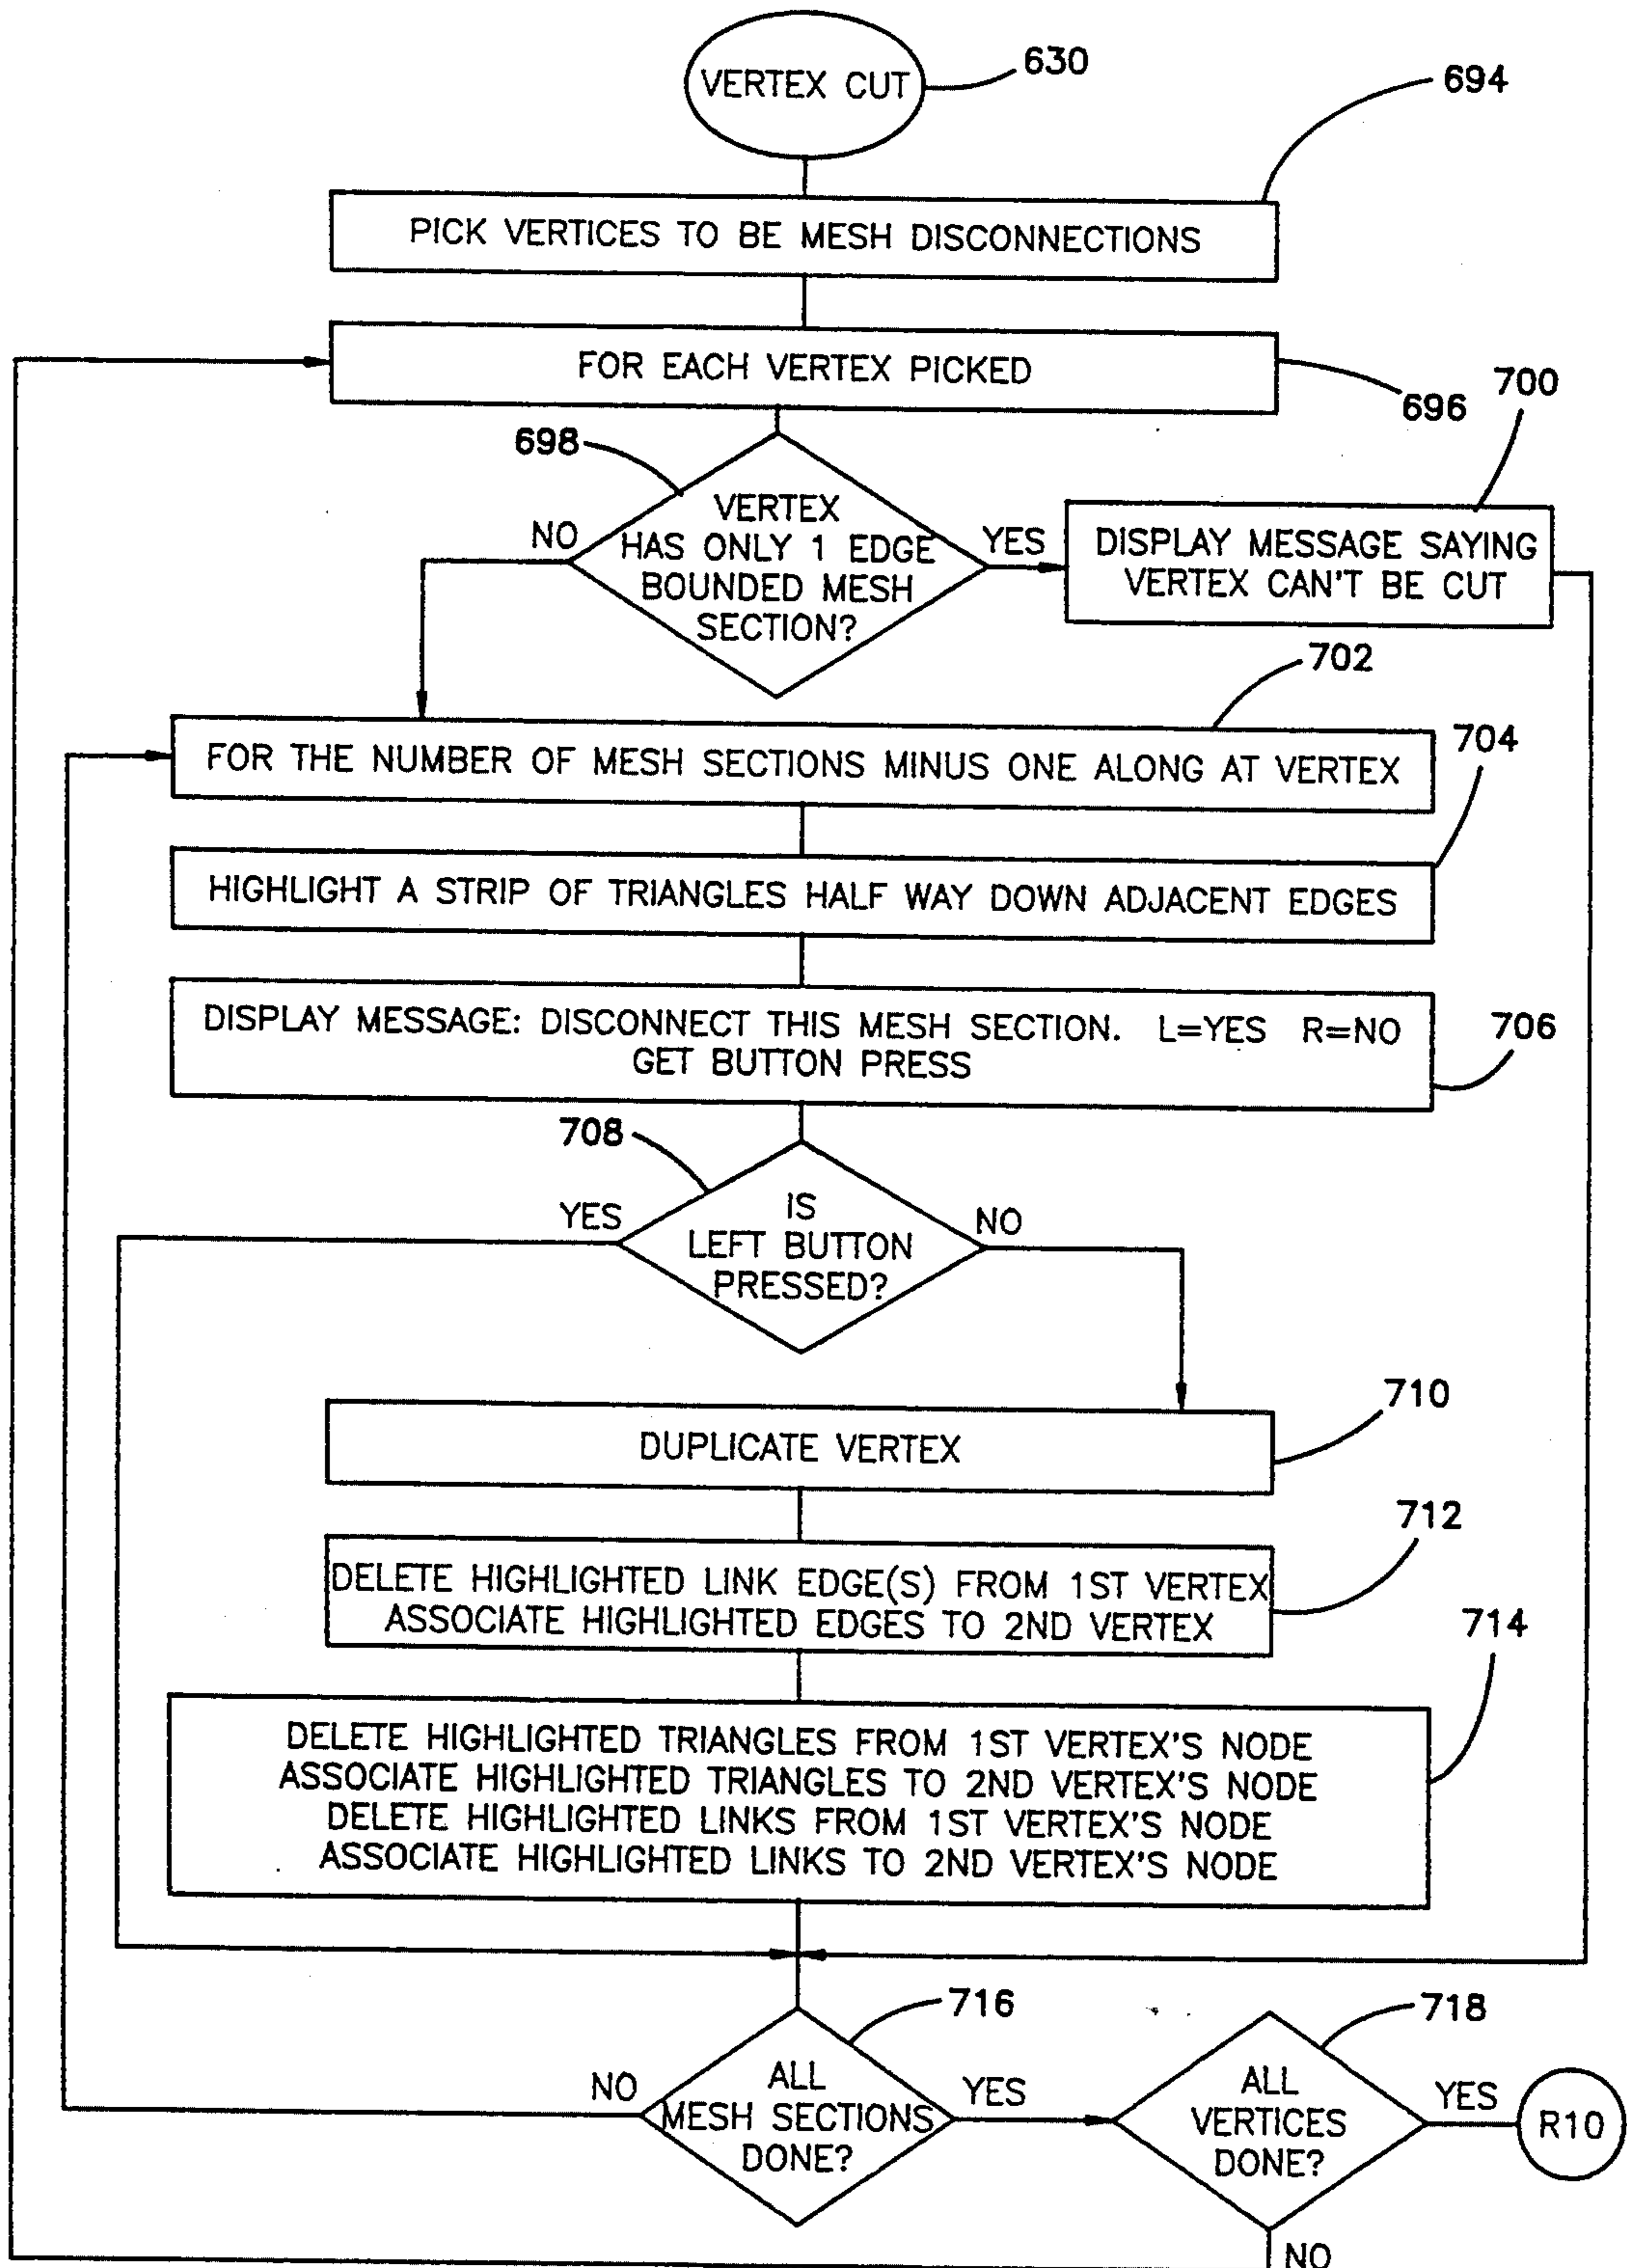 VERTEX CUT
630
694
PICK VERTICES TO BE MESH DISCONNECTIONS
FOR EACH VERTEX PICKED
696
700
698
VERTEX
HAS ONLY 1 EDGE
BOUNDED MESH
SECTION?
NO
YES
DISPLAY MESSAGE SAYING
VERTEX CAN'T BE CUT
702
FOR THE NUMBER OF MESH SECTIONS MINUS ONE ALONG AT VERTEX
704
HIGHLIGHT A STRIP OF TRIANGLES HALF WAY DOWN ADJACENT EDGES
DISPLAY MESSAGE: DISCONNECT THIS MESH SECTION. L=YES R=NO
GET BUTTON PRESS
706
708
IS
LEFT BUTTON
PRESSED?
YES
NO
710
DUPLICATE VERTEX
712
DELETE HIGHLIGHTED LINK EDGE(S) FROM 1ST VERTEX
ASSOCIATE HIGHLIGHTED EDGES TO 2ND VERTEX
714
DELETE HIGHLIGHTED TRIANGLES FROM 1ST VERTEX'S NODE
ASSOCIATE HIGHLIGHTED TRIANGLES TO 2ND VERTEX'S NODE
DELETE HIGHLIGHTED LINKS FROM 1ST VERTEX'S NODE
ASSOCIATE HIGHLIGHTED LINKS TO 2ND VERTEX'S NODE
716
718
NO
ALL
MESH SECTIONS
DONE?
YES
ALL
VERTICES
DONE?
YES
R10
NO